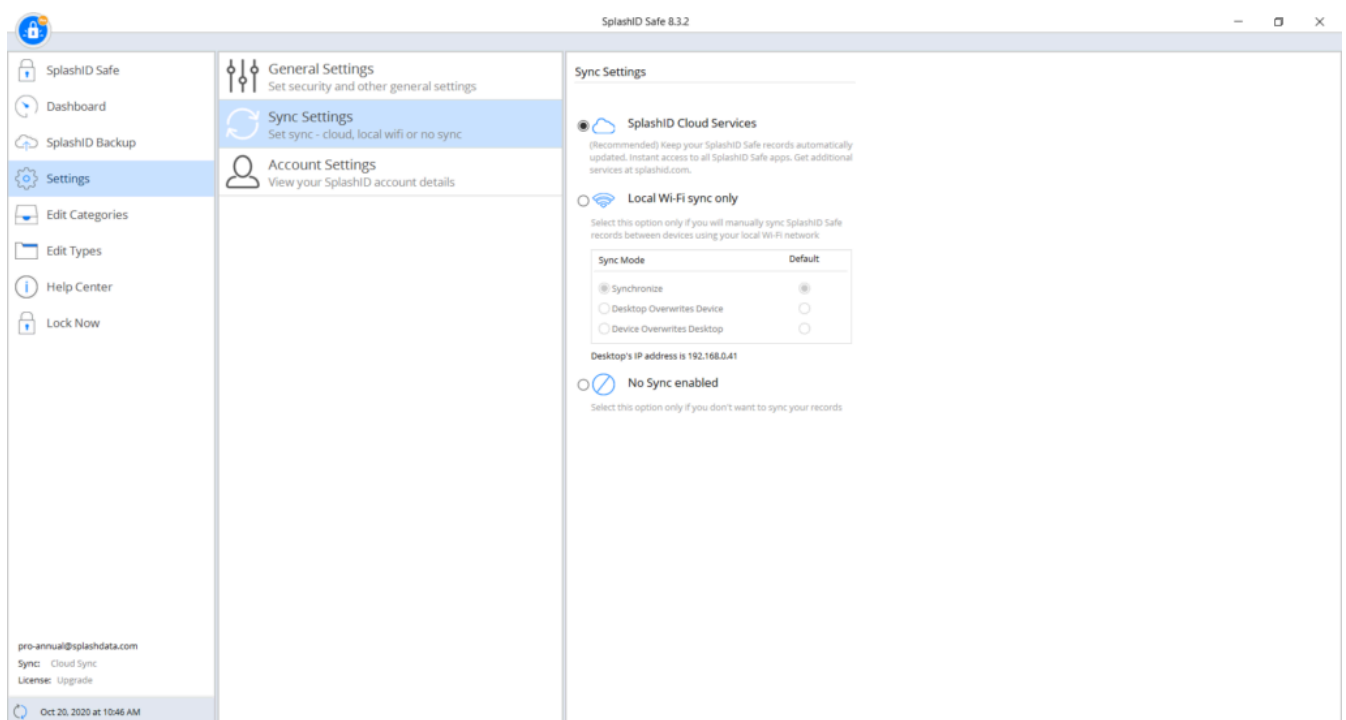 SplashID Safe 8.3.2
SplashID Safe
Dashboard
SplashID Backup
Settings
Edit Categories
Edit Types
Help Center
Lock Now
pro-annual@splashdata.com
Sync: Cloud Sync
License: Upgrade
Oct 20, 2020 at 10:46 AM
General Settings
Set security and other general settings
Sync Settings
Set sync - cloud, local wifi or no sync
Account Settings
View your SplashID account details
Sync Settings
SplashID Cloud Services
(Recommended) Keep your SplashID Safe records automatically
updated. Instant access to all SplashID Safe apps. Get additional
services at splashid.com.
Local Wi-Fi sync only
Select this option only if you will manually sync SplashID Safe
records between devices using your local Wi-Fi network
Sync Mode Default
Synchronize
Desktop Overwrites Device
Device Overwrites Desktop
Desktop's IP address is 192.168.0.41
No Sync enabled
Select this option only if you don't want to sync your records